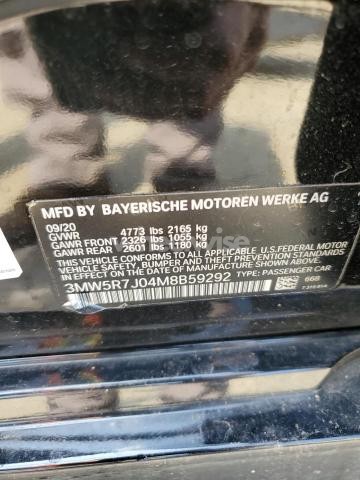 MFD BY BAYERISCHE MOTOREN WERKE AG
09/20
GVWR 4773 lbs 2165 kg
GAWR FRONT 2326 lbs 1055 kg
GAWR REAR 2601 lbs 1180 kg
THIS VEHICLE CONFORMS TO ALL APPLICABLE U.S. FEDERAL MOTOR
VEHICLE SAFETY, BUMPER, AND THEFT PREVENTION STANDARDS
IN EFFECT ON THE DATE OF MANUFACTURE SHOWN ABOVE.
3MW5R7J04M8B59292 TYPE: PASSENGER CAR
668